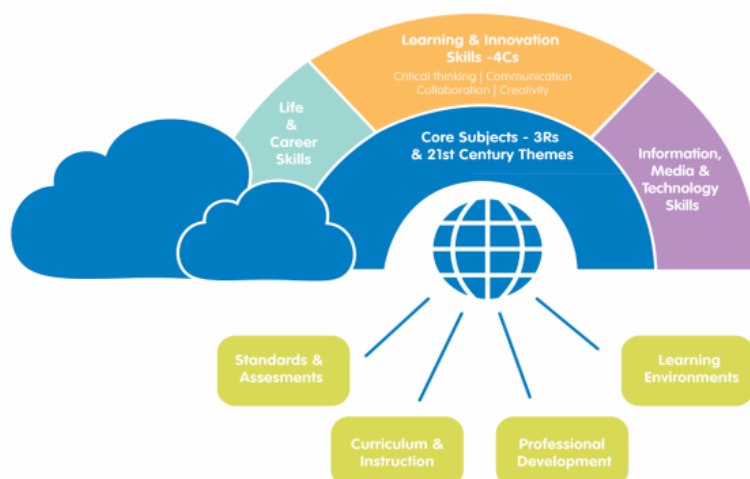 Learning & Innovation
Skills -4Cs
Critical thinking | Communication
Collaboration | Creativity
Life
&
Career
Skills
Core Subjects - 3Rs
& 21st Century Themes
Information,
Media &
Technology
Skills
Standards &
Assesments
Learning
Environments
Curriculum &
Instruction
Professional
Development